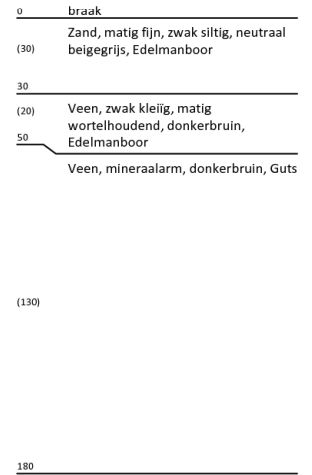 0 braak
Zand, matig fijn, zwak siltig, neutraal
(30) beigegrijs, Edelmanboor
30
(20) Veen, zwak kleiïg, matig
wortelhoudend, donkerbruin,
50 Edelmanboor
Veen, mineraalarm, donkerbruin, Guts
(130)
180